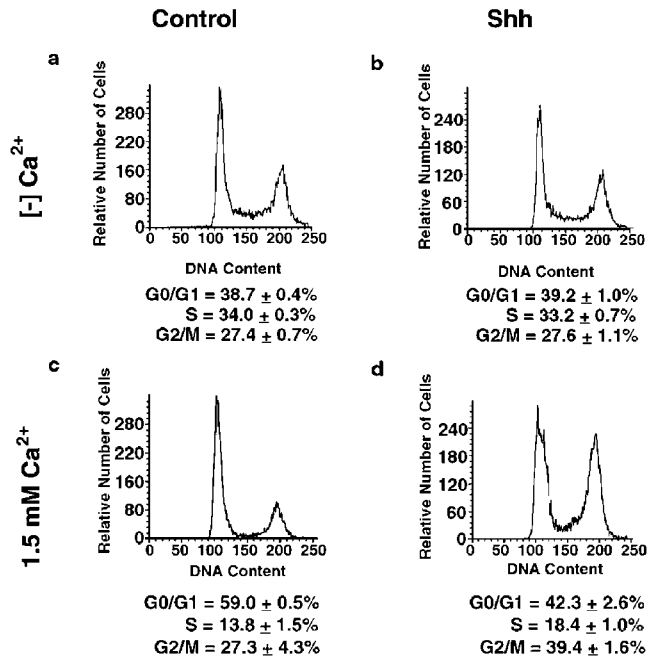 Control Shh
[-] Ca2+
a
Relative Number of Cells
280
220
160
80
0
0 50 100 150 200 250
DNA Content
G0/G1 = 38.7 ± 0.4%
S = 34.0 ± 0.3%
G2/M = 27.4 ± 0.7%
b
Relative Number of Cells
240
180
120
60
0
0 50 100 150 200 250
DNA Content
G0/G1 = 39.2 ± 1.0%
S = 33.2 ± 0.7%
G2/M = 27.6 ± 1.1%
1.5 mM Ca2+
c
Relative Number of Cells
280
220
160
80
0
0 50 100 150 200 250
DNA Content
G0/G1 = 59.0 ± 0.5%
S = 13.8 ± 1.5%
G2/M = 27.3 ± 4.3%
d
Relative Number of Cells
240
180
120
60
0
0 50 100 150 200 250
DNA Content
G0/G1 = 42.3 ± 2.6%
S = 18.4 ± 1.0%
G2/M = 39.4 ± 1.6%